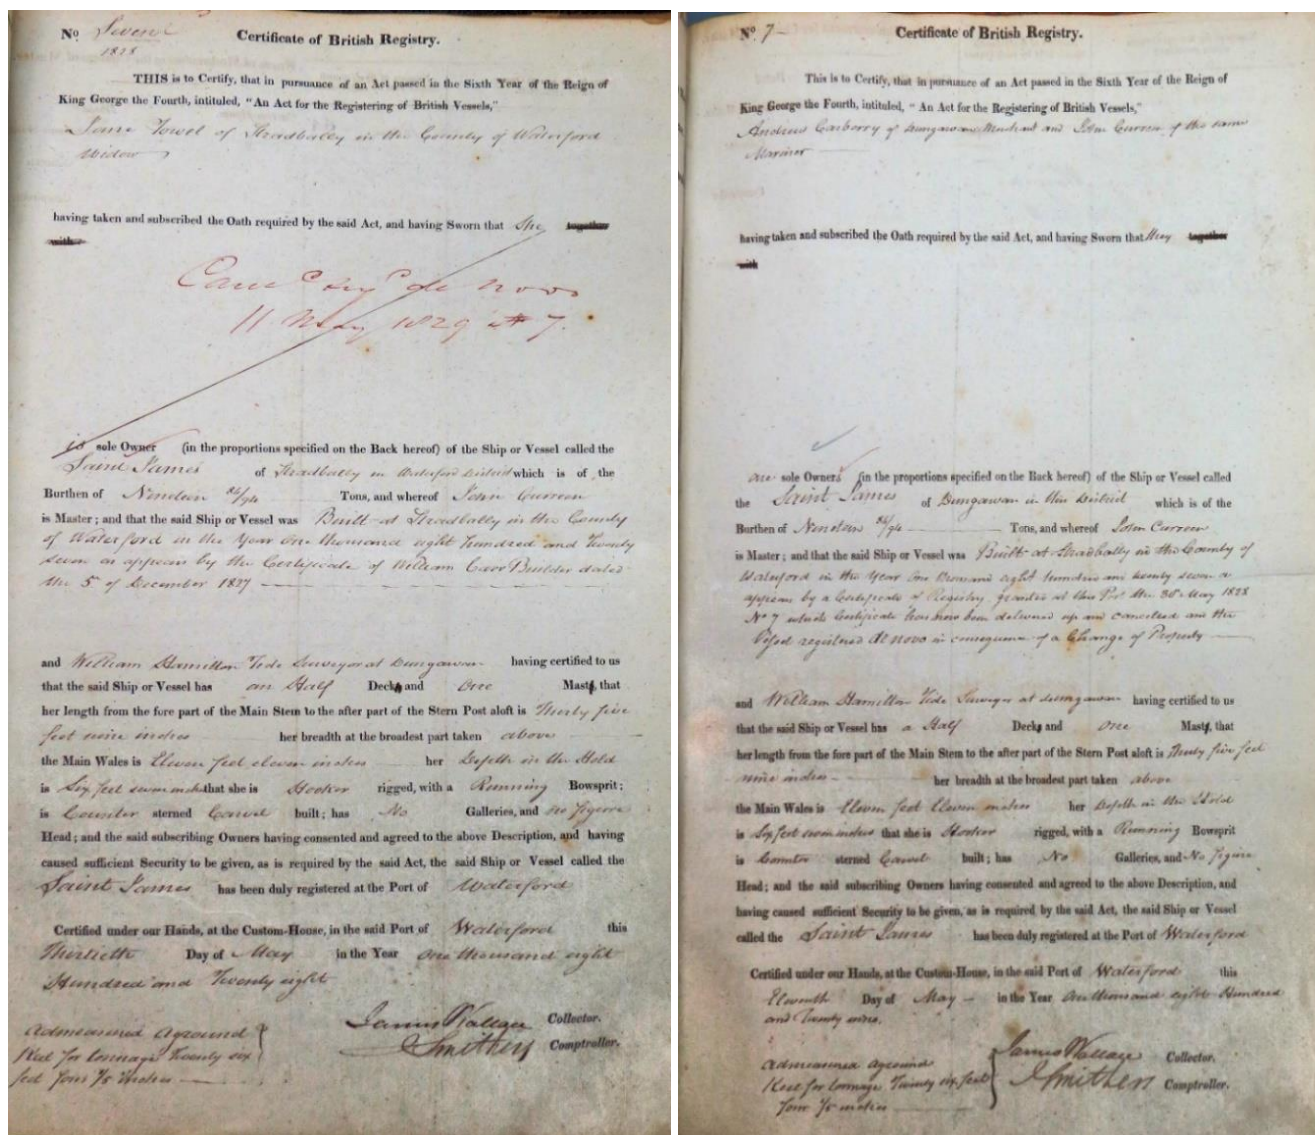 No Seven
1828
Certificate of British Registry.
THIS is to Certify, that in pursuance of an Act passed in the Sixth Year of the Reign of
King George the Fourth, intituled, "An Act for the Registering of British Vessels,"
Jane Power of Stradbally in the County of Waterford
Widow
having taken and subscribed the Oath required by the said Act, and having Sworn that She together
with
de novo
11 May 1829 7.
is sole Owner (in the proportions specified on the Back hereof) of the Ship or Vessel called the
Saint James of Stradbally in Waterford District which is of the
Burthen of Nineteen 84/94 Tons, and whereof John Curreen
is Master; and that the said Ship or Vessel was Built at Stradbally in the County
of Waterford in the Year One thousand eight hundred and Twenty
seven as appears by the Certificate of William Carr Builder dated
the 5 of December 1827
and William Hamilton Tide Surveyor at Dungarvan having certified to us
that the said Ship or Vessel has an Half Deck and One Mast, that
her length from the fore part of the Main Stem to the after part of the Stern Post aloft is Thirty five
feet nine inches her breadth at the broadest part taken above
the Main Wales is Eleven feet eleven inches her Depth in the Hold
is Six feet seven inches that she is Hooker rigged, with a Running Bowsprit;
is Counter sterned Carvel built; has No Galleries, and no figure
Head; and the said subscribing Owners having consented and agreed to the above Description, and having
caused sufficient Security to be given, as is required by the said Act, the said Ship or Vessel called the
Saint James has been duly registered at the Port of Waterford
Certified under our Hands, at the Custom-House, in the said Port of Waterford this
Thirtieth Day of May in the Year One thousand eight
Hundred and Twenty eight
James Wallace Collector.
J Smithers Comptroller.
Admeasured Aground
Keel for tonnage Twenty six
feet four 4/5 inches
No 7
Certificate of British Registry.
This is to Certify, that in pursuance of an Act passed in the Sixth Year of the Reign of
King George the Fourth, intituled, "An Act for the Registering of British Vessels,"
Andrew Carbery of Dungarvan Merchant and John Curreen of the same
Mariner
having taken and subscribed the Oath required by the said Act, and having Sworn that they together
with
are sole Owners (in the proportions specified on the Back hereof) of the Ship or Vessel called
the Saint James of Dungarvan in this District which is of the
Burthen of Nineteen 84/94 Tons, and whereof John Curreen
is Master; and that the said Ship or Vessel was Built at Stradbally in the County of
Waterford in the Year One thousand eight hundred and twenty seven as
appears by a Certificate of Registry granted at this Port the 30 May 1828
No 7 which Certificate has now been delivered up and cancelled and the
Vessel registered De novo in consequence of a Change of Property
and William Hamilton Tide Surveyor at Dungarvan having certified to us
that the said Ship or Vessel has a Half Deck and One Mast, that
her length from the fore part of the Main Stem to the after part of the Stern Post aloft is Thirty five feet
nine inches her breadth at the broadest part taken above
the Main Wales is Eleven feet Eleven inches her Depth in the Hold
is Six feet seven inches that she is Hooker rigged, with a Running Bowsprit
is Counter sterned Carvel built; has No Galleries, and No figure
Head; and the said subscribing Owners having consented and agreed to the above Description, and
having caused sufficient Security to be given, as is required by the said Act, the said Ship or Vessel
called the Saint James has been duly registered at the Port of Waterford
Certified under our Hands, at the Custom-House, in the said Port of Waterford this
Eleventh Day of May in the Year One thousand eight Hundred
and Twenty nine.
James Wallace Collector.
J Smithers Comptroller.
Admeasured Aground
Keel for tonnage Twenty six feet
four 4/5 inches